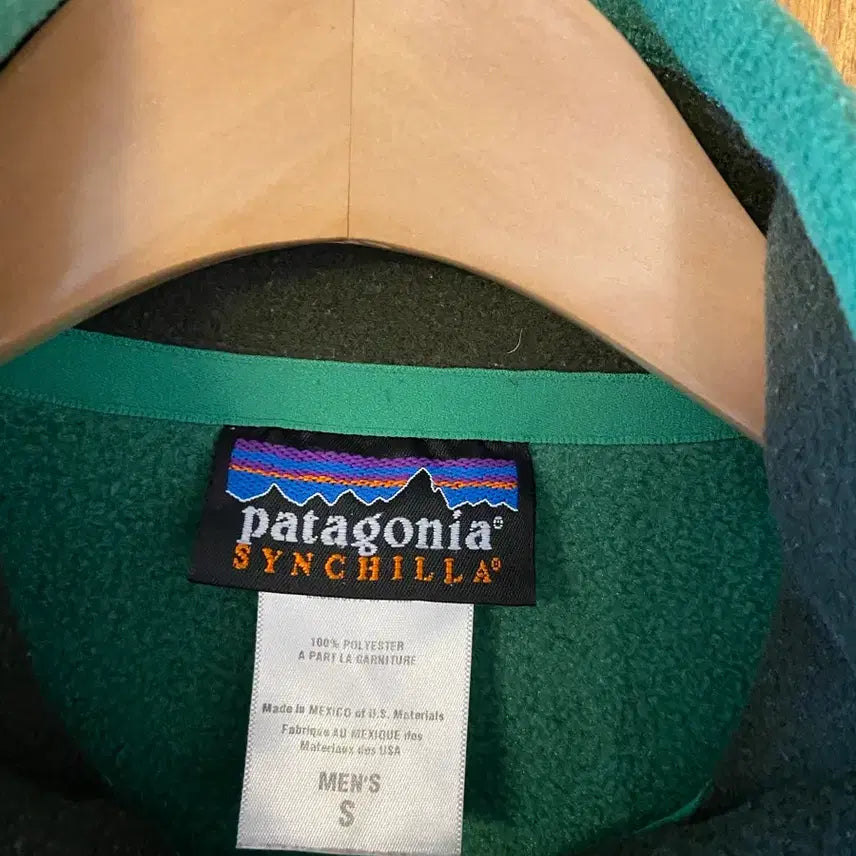 patagonia®
SYNCHILLA®
100% POLYESTER
A PART LA GARNITURE
Made in MEXICO of U.S. Materials
Fabriqué AU MEXIQUE des
Materiaux des USA
MEN'S
S